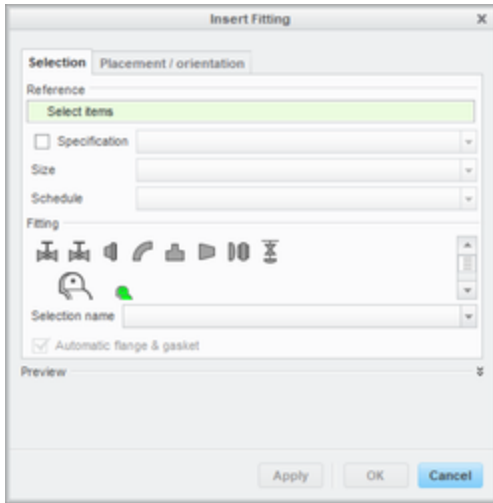 Insert Fitting X
Selection Placement / orientation
Reference
Select items
Specification
Size
Schedule
Fitting
Selection name
Automatic flange & gasket
Preview
Apply OK Cancel